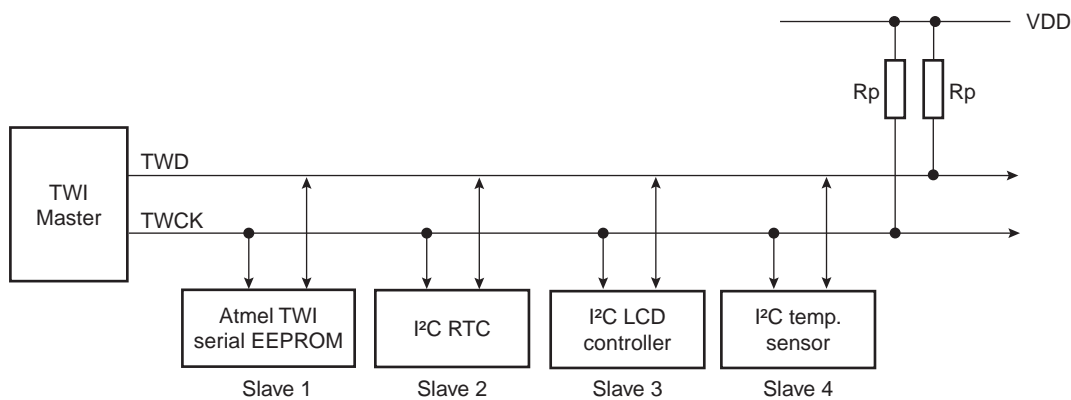 VDD
Rp
Rp
TWD
TWI
Master
TWCK
Atmel TWI
serial EEPROM
I²C RTC
I²C LCD
controller
I²C temp.
sensor
Slave 1
Slave 2
Slave 3
Slave 4